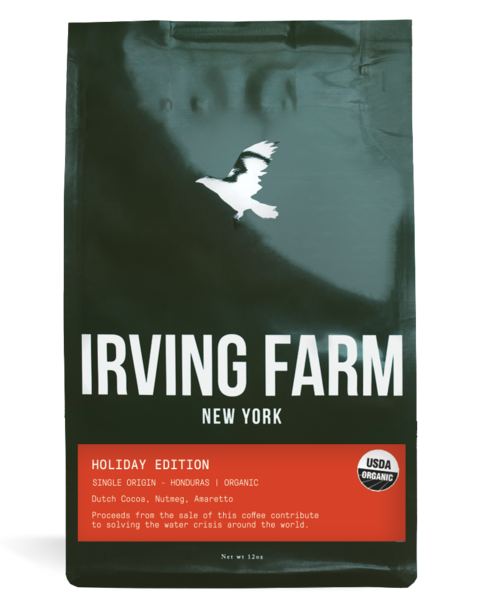 IRVING FARM
NEW YORK
HOLIDAY EDITION
USDA
ORGANIC
SINGLE ORIGIN - HONDURAS | ORGANIC
Dutch Cocoa, Nutmeg, Amaretto
Proceeds from the sale of this coffee contribute
to solving the water crisis around the world.
Net wt 12oz